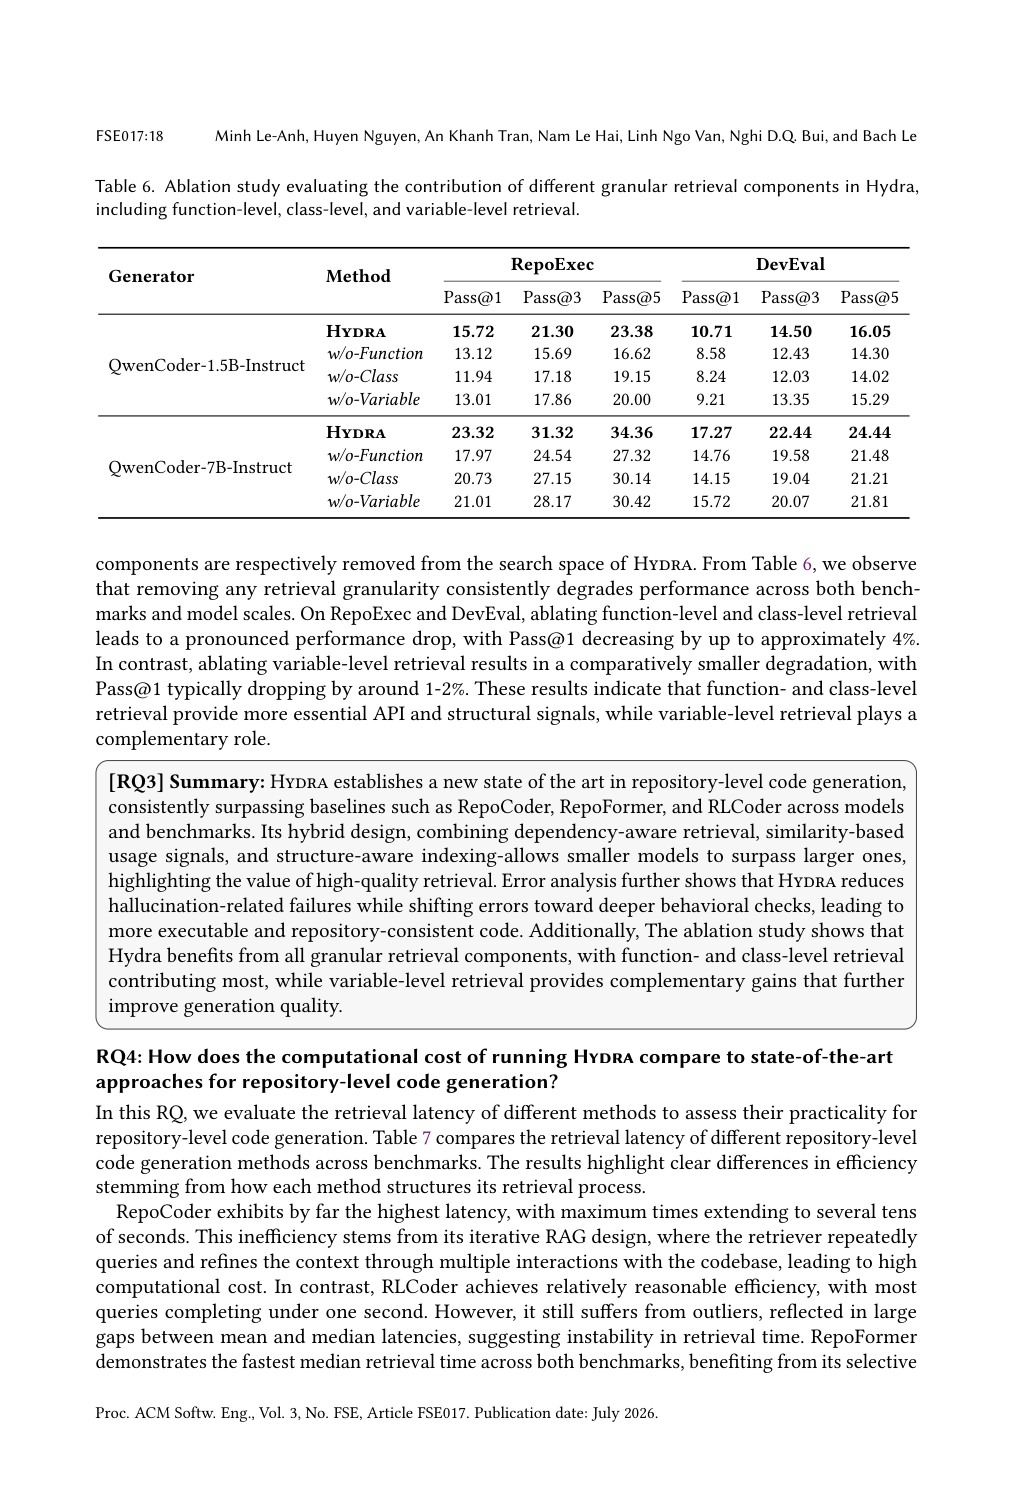 FSE017:18 Minh Le-Anh, Huyen Nguyen, An Khanh Tran, Nam Le Hai, Linh Ngo Van, Nghi D.Q. Bui, and Bach Le
Table 6. Ablation study evaluating the contribution of different granular retrieval components in Hydra,
including function-level, class-level, and variable-level retrieval.
Generator Method RepoExec DevEval
Pass@1 Pass@3 Pass@5 Pass@1 Pass@3 Pass@5
QwenCoder-1.5B-Instruct
HYDRA 15.72 21.30 23.38 10.71 14.50 16.05
w/o-Function 13.12 15.69 16.62 8.58 12.43 14.30
w/o-Class 11.94 17.18 19.15 8.24 12.03 14.02
w/o-Variable 13.01 17.86 20.00 9.21 13.35 15.29
QwenCoder-7B-Instruct
HYDRA 23.32 31.32 34.36 17.27 22.44 24.44
w/o-Function 17.97 24.54 27.32 14.76 19.58 21.48
w/o-Class 20.73 27.15 30.14 14.15 19.04 21.21
w/o-Variable 21.01 28.17 30.42 15.72 20.07 21.81
components are respectively removed from the search space of HYDRA. From Table 6, we observe
that removing any retrieval granularity consistently degrades performance across both bench-
marks and model scales. On RepoExec and DevEval, ablating function-level and class-level retrieval
leads to a pronounced performance drop, with Pass@1 decreasing by up to approximately 4%.
In contrast, ablating variable-level retrieval results in a comparatively smaller degradation, with
Pass@1 typically dropping by around 1-2%. These results indicate that function- and class-level
retrieval provide more essential API and structural signals, while variable-level retrieval plays a
complementary role.
[RQ3] Summary: HYDRA establishes a new state of the art in repository-level code generation,
consistently surpassing baselines such as RepoCoder, RepoFormer, and RLCoder across models
and benchmarks. Its hybrid design, combining dependency-aware retrieval, similarity-based
usage signals, and structure-aware indexing-allows smaller models to surpass larger ones,
highlighting the value of high-quality retrieval. Error analysis further shows that HYDRA reduces
hallucination-related failures while shifting errors toward deeper behavioral checks, leading to
more executable and repository-consistent code. Additionally, The ablation study shows that
Hydra benefits from all granular retrieval components, with function- and class-level retrieval
contributing most, while variable-level retrieval provides complementary gains that further
improve generation quality.
RQ4: How does the computational cost of running HYDRA compare to state-of-the-art
approaches for repository-level code generation?
In this RQ, we evaluate the retrieval latency of different methods to assess their practicality for
repository-level code generation. Table 7 compares the retrieval latency of different repository-level
code generation methods across benchmarks. The results highlight clear differences in efficiency
stemming from how each method structures its retrieval process.
RepoCoder exhibits by far the highest latency, with maximum times extending to several tens
of seconds. This inefficiency stems from its iterative RAG design, where the retriever repeatedly
queries and refines the context through multiple interactions with the codebase, leading to high
computational cost. In contrast, RLCoder achieves relatively reasonable efficiency, with most
queries completing under one second. However, it still suffers from outliers, reflected in large
gaps between mean and median latencies, suggesting instability in retrieval time. RepoFormer
demonstrates the fastest median retrieval time across both benchmarks, benefiting from its selective
Proc. ACM Softw. Eng., Vol. 3, No. FSE, Article FSE017. Publication date: July 2026.